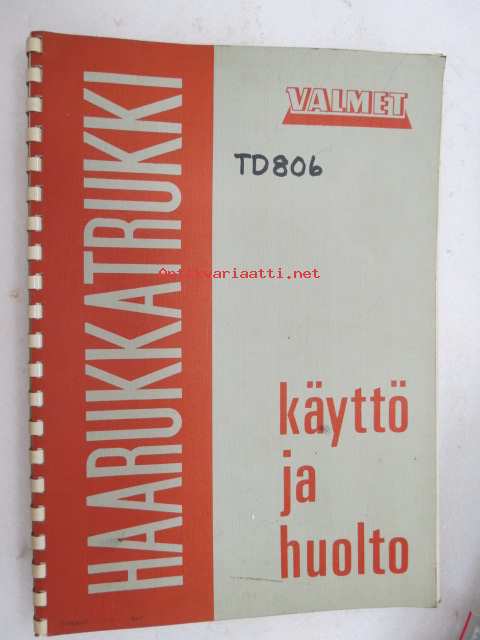 HAARUKKATRUKKI
VALMET
TD806
Antikvariaatti.net
käyttö
ja
huolto